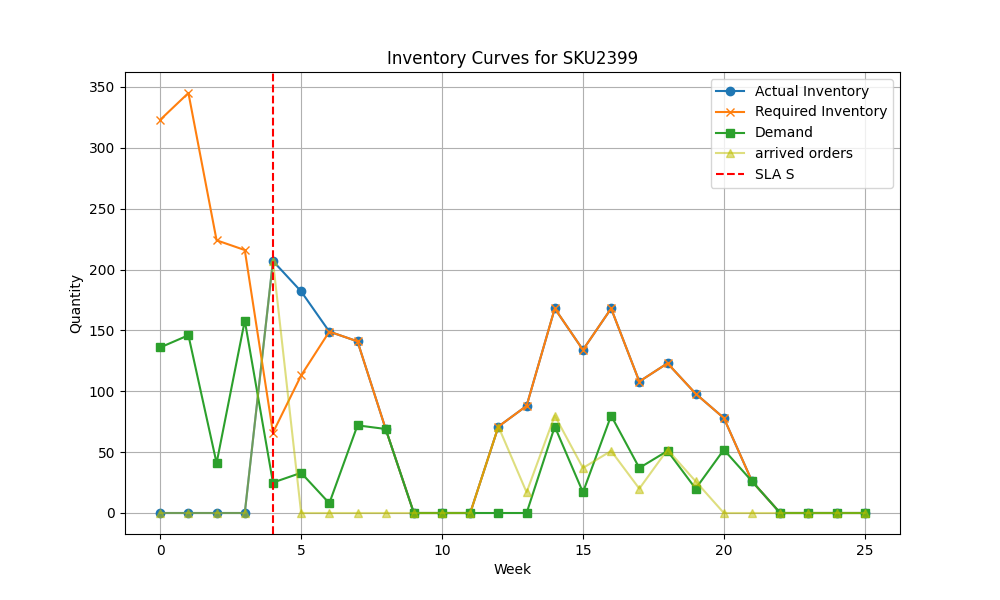 Inventory Curves for SKU2399
350
300
250
200
150
100
50
0
Quantity
0 5 10 15 20 25
Week
Actual Inventory
Required Inventory
Demand
arrived orders
SLA S